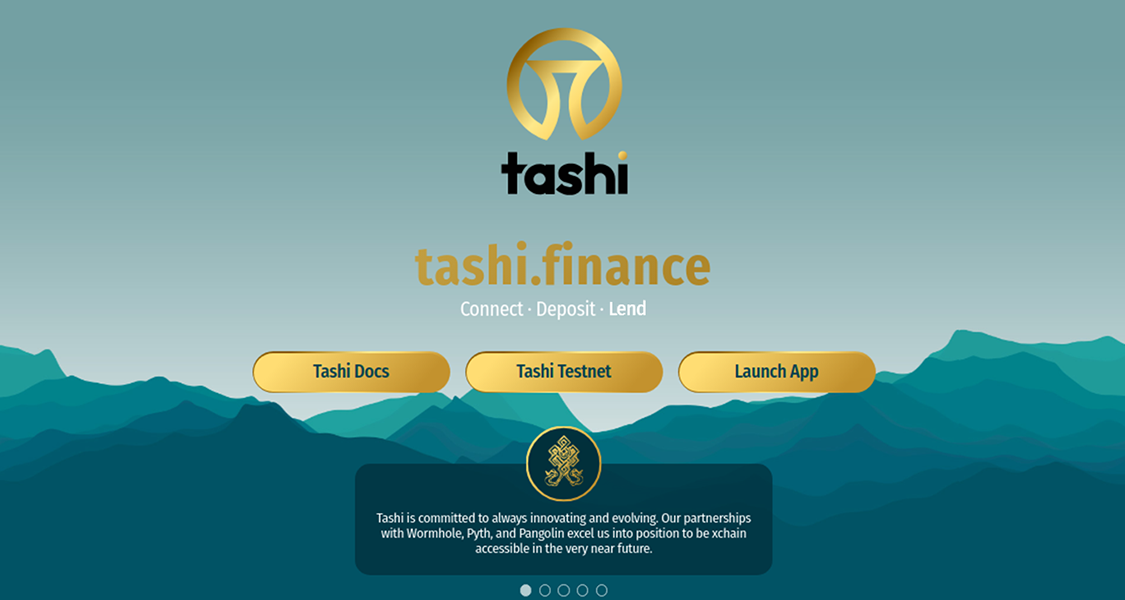 tashi
tashi.finance
Connect · Deposit · Lend
Tashi Docs
Tashi Testnet
Launch App
Tashi is committed to always innovating and evolving. Our partnerships
with Wormhole, Pyth, and Pangolin excel us into position to be xchain
accessible in the very near future.